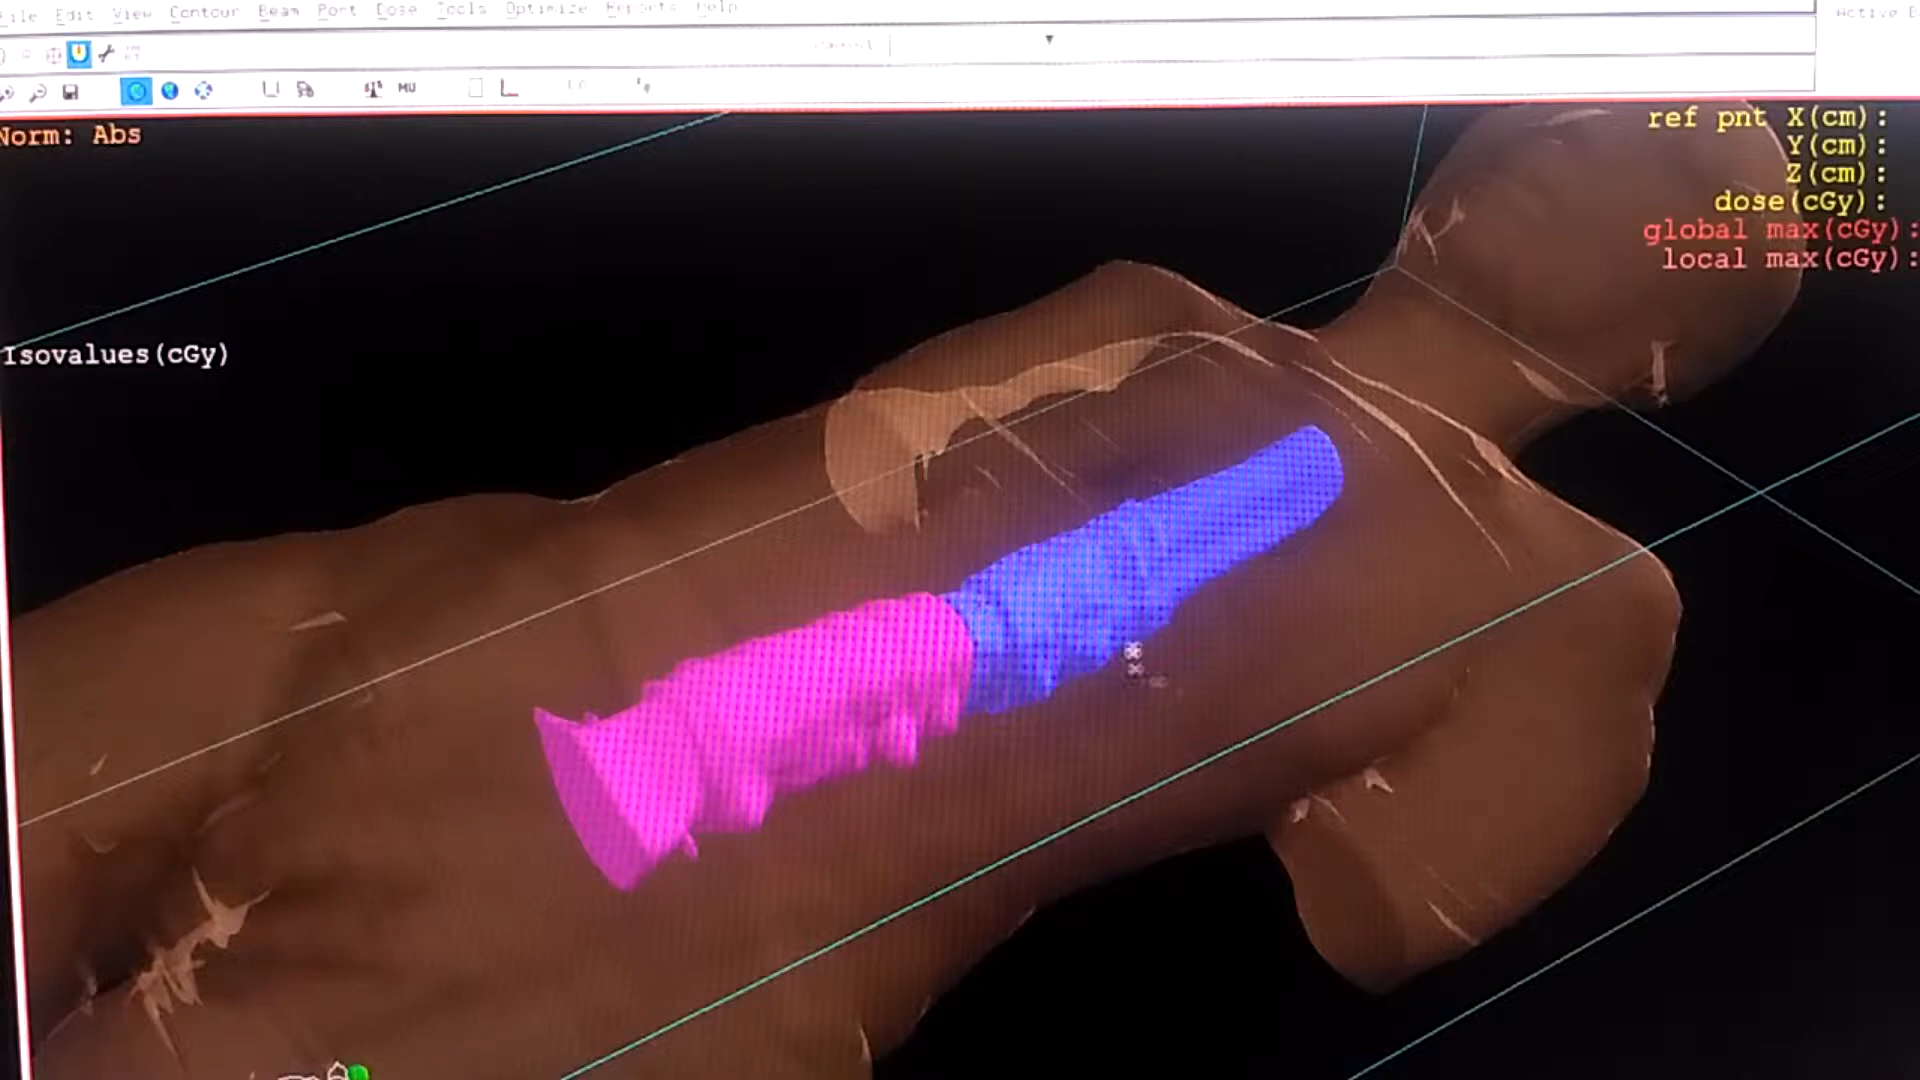 File Edit View Contour Beam Port Dose Tools Optimize Reports Help
MU
Norm: Abs
ref pnt X(cm):
Y(cm):
Z(cm):
dose(cGy):
global max(cGy):
local max(cGy):
Isovalues(cGy)